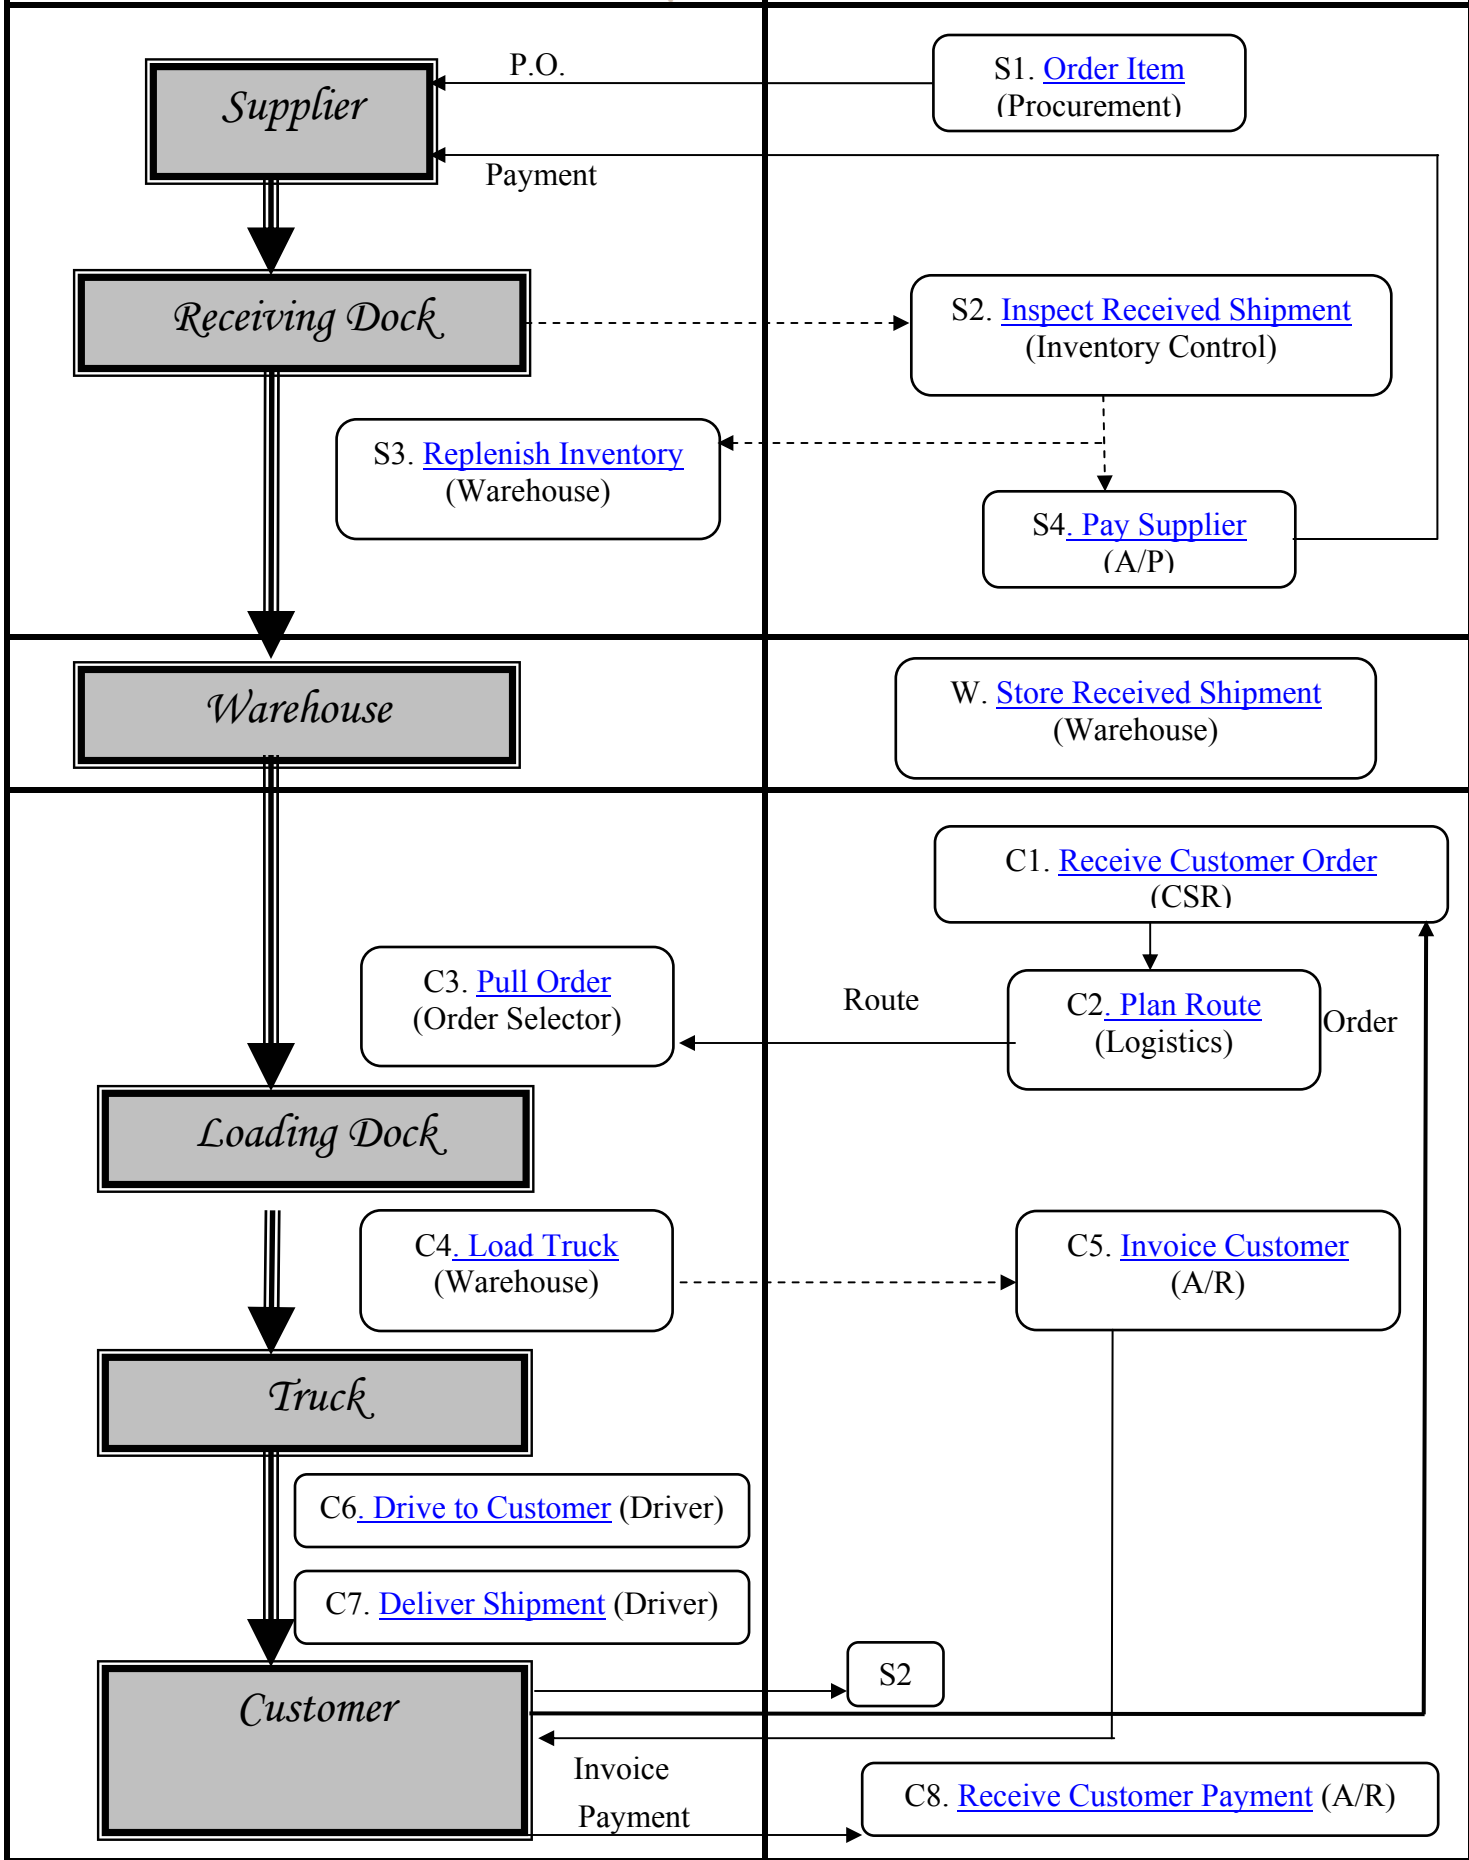 P.O.
S1. Order Item
(Procurement)
Supplier
Payment
Receiving Dock
S2. Inspect Received Shipment
(Inventory Control)
S3. Replenish Inventory
(Warehouse)
S4. Pay Supplier
(A/P)
Warehouse
W. Store Received Shipment
(Warehouse)
C1. Receive Customer Order
(CSR)
C3. Pull Order
(Order Selector)
Route
C2. Plan Route
(Logistics)
Order
Loading Dock
C4. Load Truck
(Warehouse)
C5. Invoice Customer
(A/R)
Truck
C6. Drive to Customer (Driver)
C7. Deliver Shipment (Driver)
S2
Customer
Invoice
Payment
C8. Receive Customer Payment (A/R)